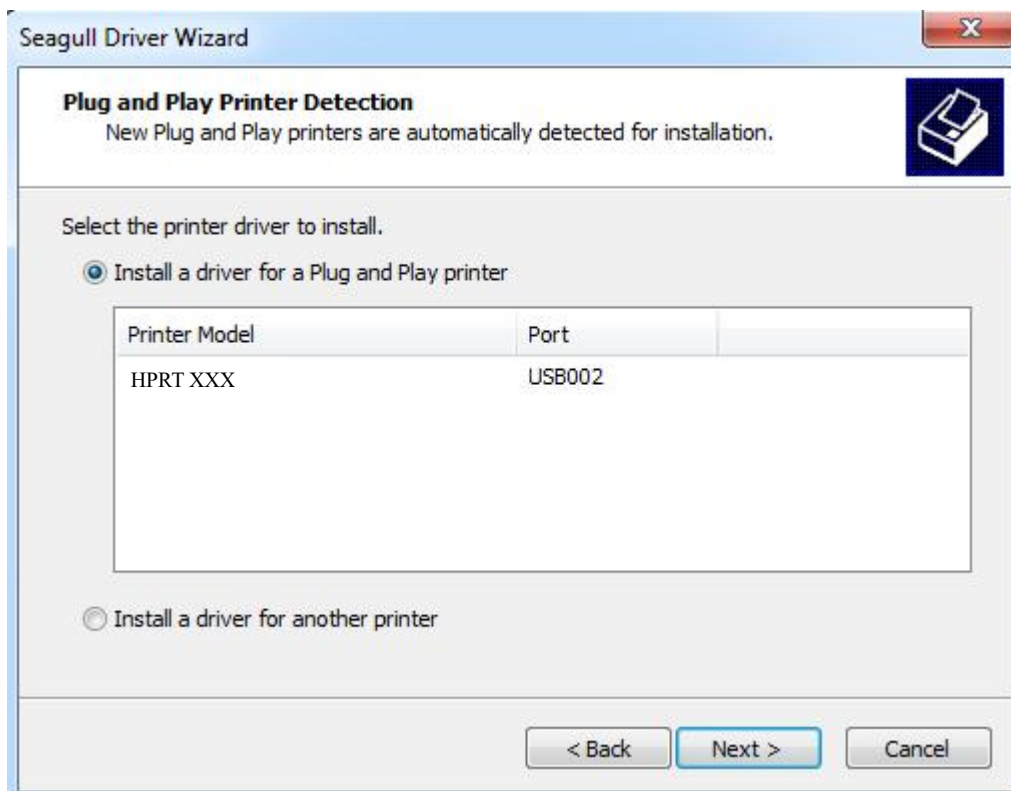 Seagull Driver Wizard
Plug and Play Printer Detection
New Plug and Play printers are automatically detected for installation.
Select the printer driver to install.
Install a driver for a Plug and Play printer
Printer Model Port
HPRT XXX USB002
Install a driver for another printer
< Back Next > Cancel